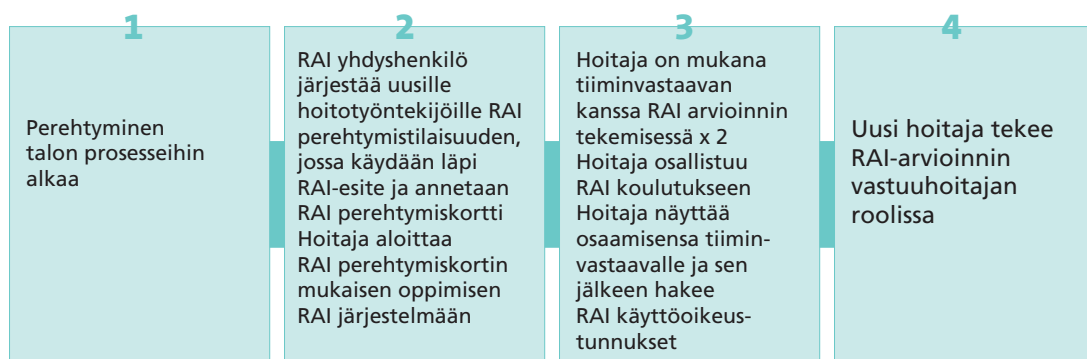 1
Perehtyminen
talon prosesseihin
alkaa
2
RAI yhdyshenkilö
järjestää uusille
hoitotyöntekijöille RAI
perehtymistilaisuuden,
jossa käydään läpi
RAI-esite ja annetaan
RAI perehtymiskortti
Hoitaja aloittaa
RAI perehtymiskortin
mukaisen oppimisen
RAI järjestelmään
3
Hoitaja on mukana
tiiminvastaavan
kanssa RAI arvioinnin
tekemisessä x 2
Hoitaja osallistuu
RAI koulutukseen
Hoitaja näyttää
osaamisensa tiimin-
vastaavalle ja sen
jälkeen hakee
RAI käyttöoikeus-
tunnukset
4
Uusi hoitaja tekee
RAI-arvioinnin
vastuuhoitajan
roolissa